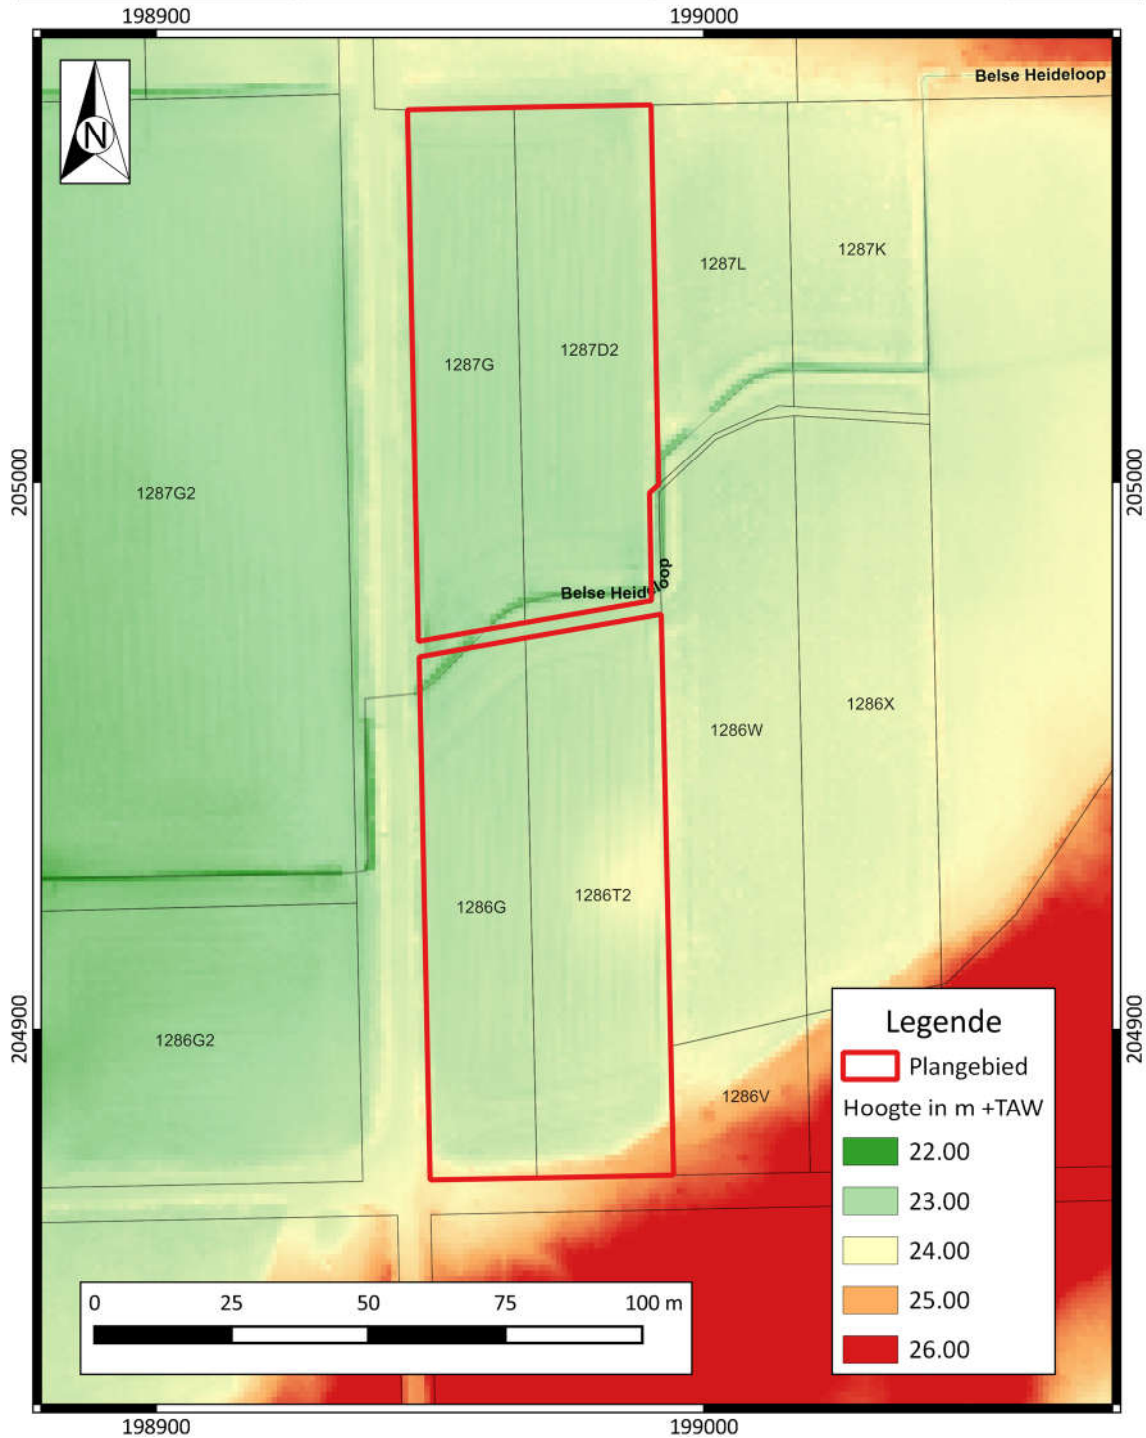 198900
199000
Belse Heideloop
N
1287K
1287L
1287D2
1287G
1287G2
205000
205000
Belse Heideloop
1286X
1286W
1286T2
1286G
1286G2
204900
204900
1286V
Legende
Plangebied
Hoogte in m +TAW
22.00
23.00
24.00
25.00
26.00
0 25 50 75 100 m
198900
199000